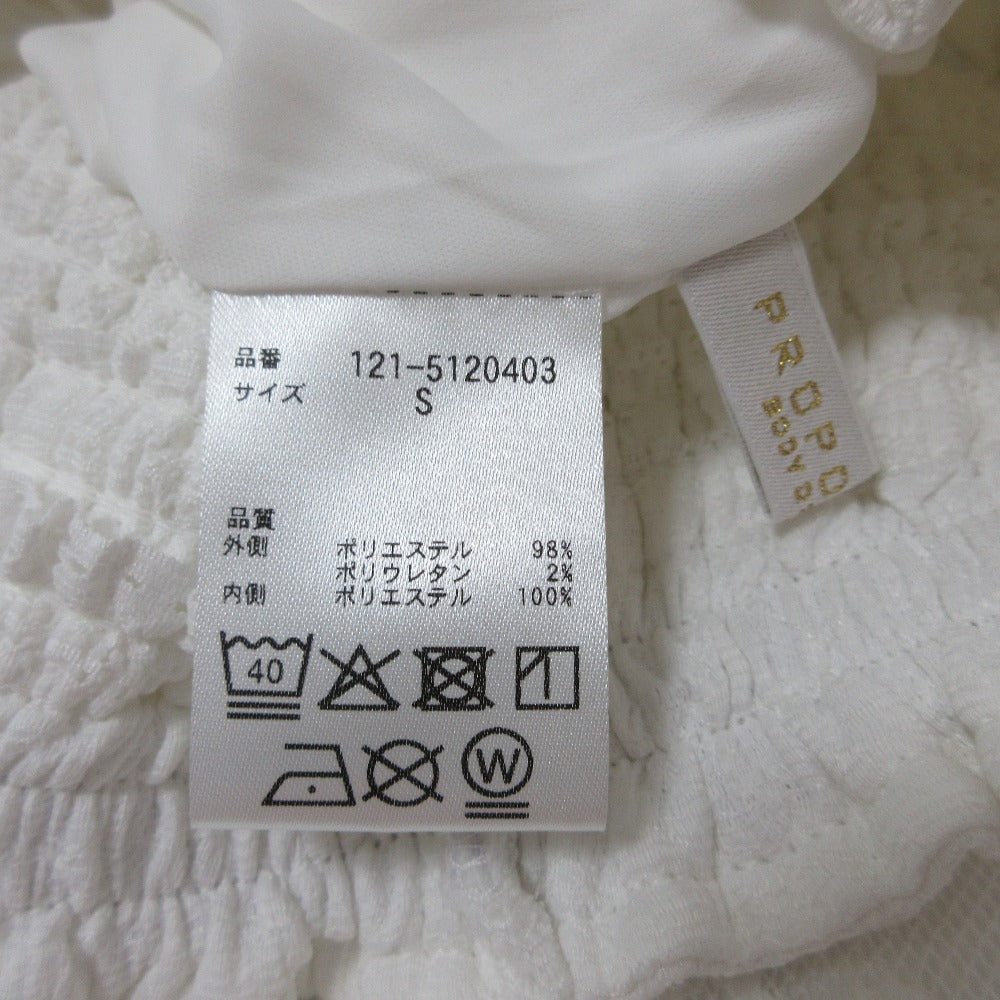 品番 121-5120403
サイズ S
品質
外側 ポリエステル 98%
ポリウレタン 2%
内側 ポリエステル 100%
40
W
PROPO
BODY